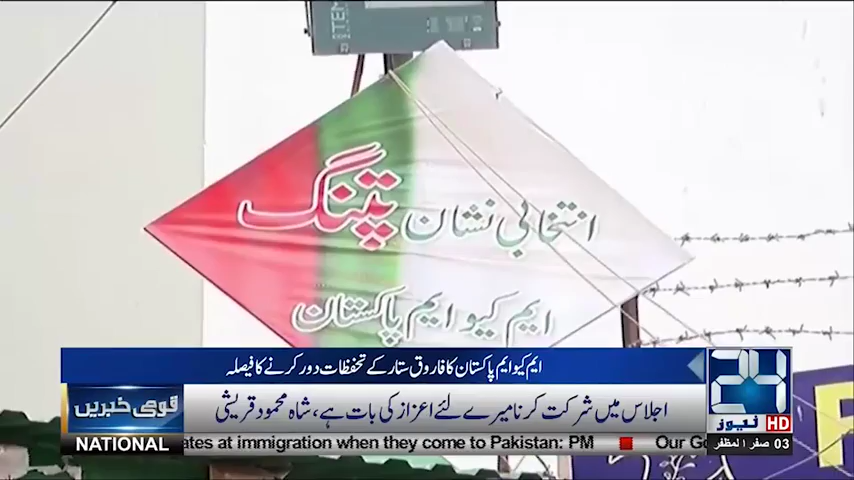 TEM
انتخابی نشان پتنگ
ایم کیو ایم پاکستان
ایم کیو ایم پاکستان کا فاروق ستار کے تحفظات دور کرنے کا فیصلہ
قومی خبریں
اجلاس میں شرکت کرنا میرے لئے اعزاز کی بات ہے، شاہ محمود قریشی
24
نیوز HD
NATIONAL
ates at immigration when they come to Pakistan: PM
Our Go
03 صفر المظفر